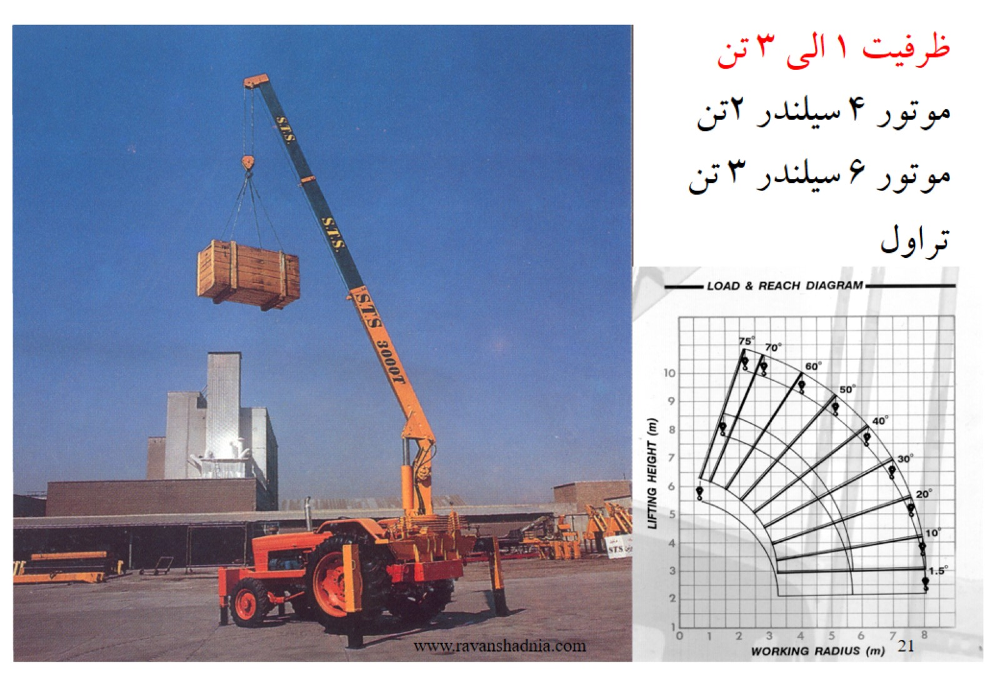 ظرفیت ۱ الی ۳ تن
موتور ۴ سیلندر ۲تن
موتور ۶ سیلندر ۳ تن
تراول
S.T.S.
S.T.S.
S.T.S 3000T
STS
www.ravanshadnia.com
LOAD & REACH DIAGRAM
75°
70°
60°
50°
40°
30°
20°
10°
1.5°
LIFTING HEIGHT (m)
10
9
8
7
6
5
4
3
2
1
0 1 2 3 4 5 6 7 8
WORKING RADIUS (m)
21